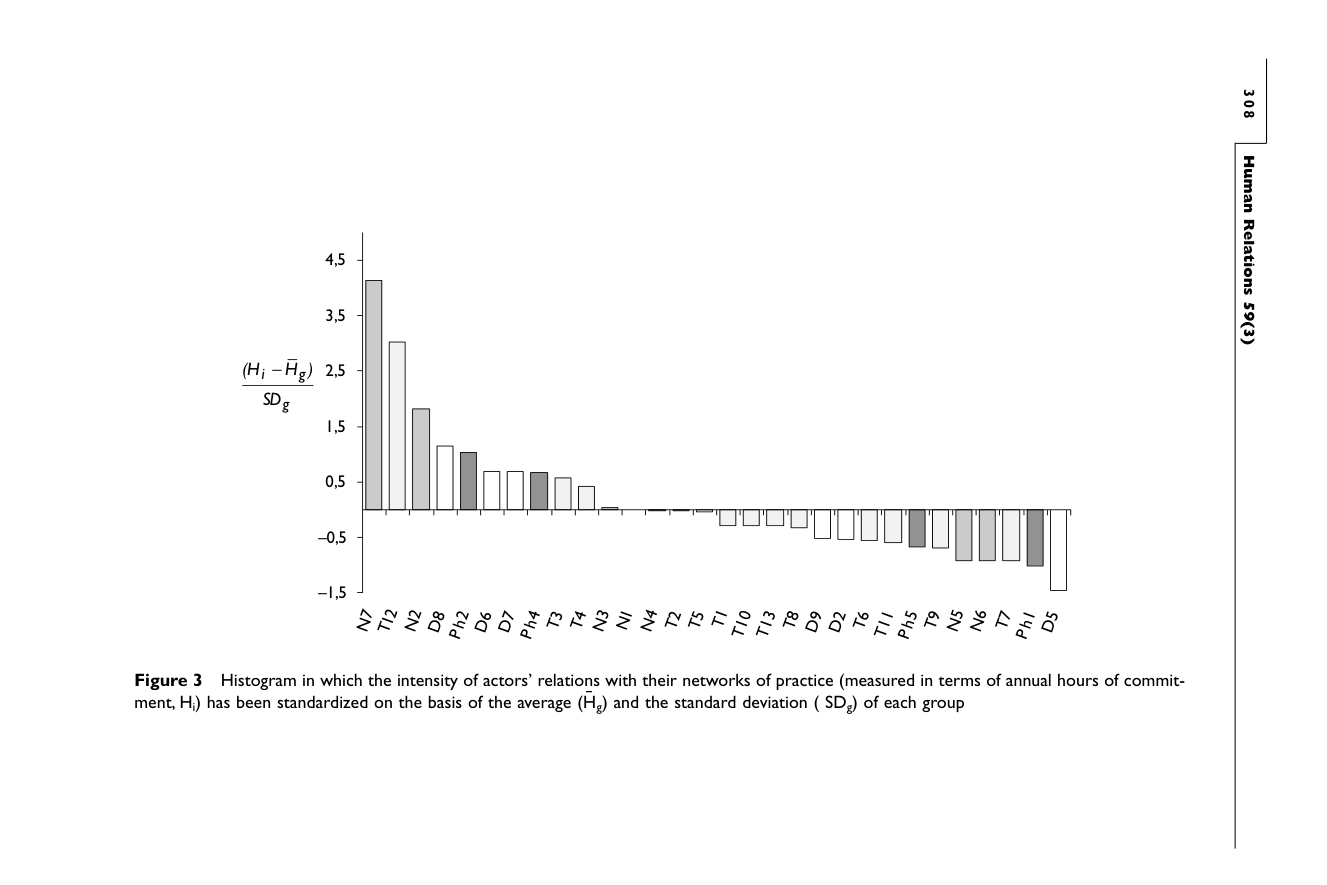 308
Human Relations 59(3)
4,5
3,5
2,5
1,5
0,5
–0,5
–1,5
(Hi – H̄g)
SDg
N7 T12 N2 D8 Ph2 D6 D7 Ph4 T3 T4 N3 N1 N4 T2 T5 T1 T10 T13 T8 D9 D2 T6 T11 Ph5 T9 N5 N6 T7 Ph1 D5
Figure 3 Histogram in which the intensity of actors’ relations with their networks of practice (measured in terms of annual hours of commit-
ment, Hi) has been standardized on the basis of the average (H̄g) and the standard deviation ( SDg) of each group